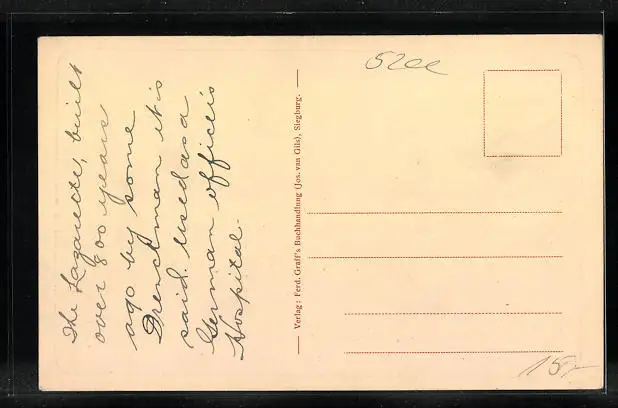 The Lazarette, built
over 800 years
ago by some
Frenchman it is
said. Used as a
German officers
Hospital.
Verlag: Ferd. Graff's Buchhandlung (Jos. van Gils), Siegburg.
15,-